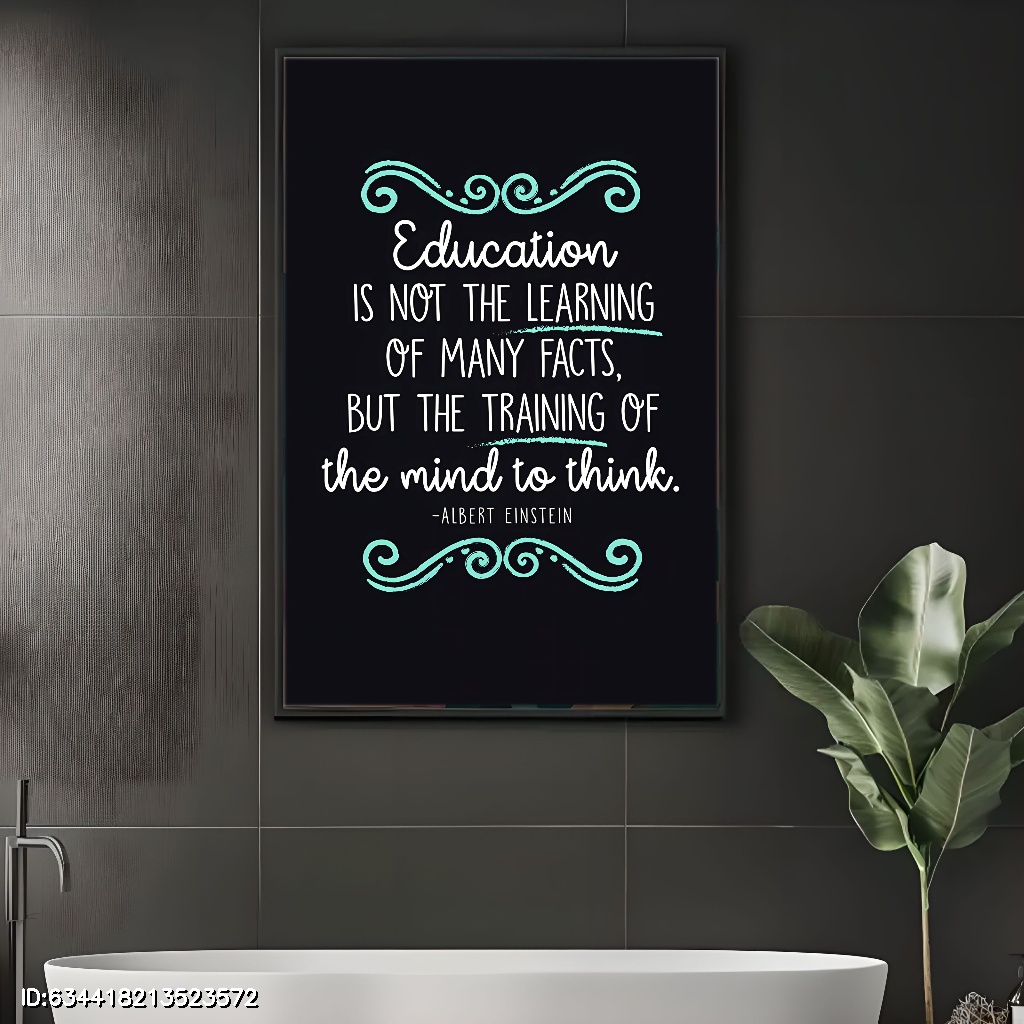 Education
IS NOT THE LEARNING
OF MANY FACTS,
BUT THE TRAINING OF
the mind to think.
-ALBERT EINSTEIN
ID:634418213523572